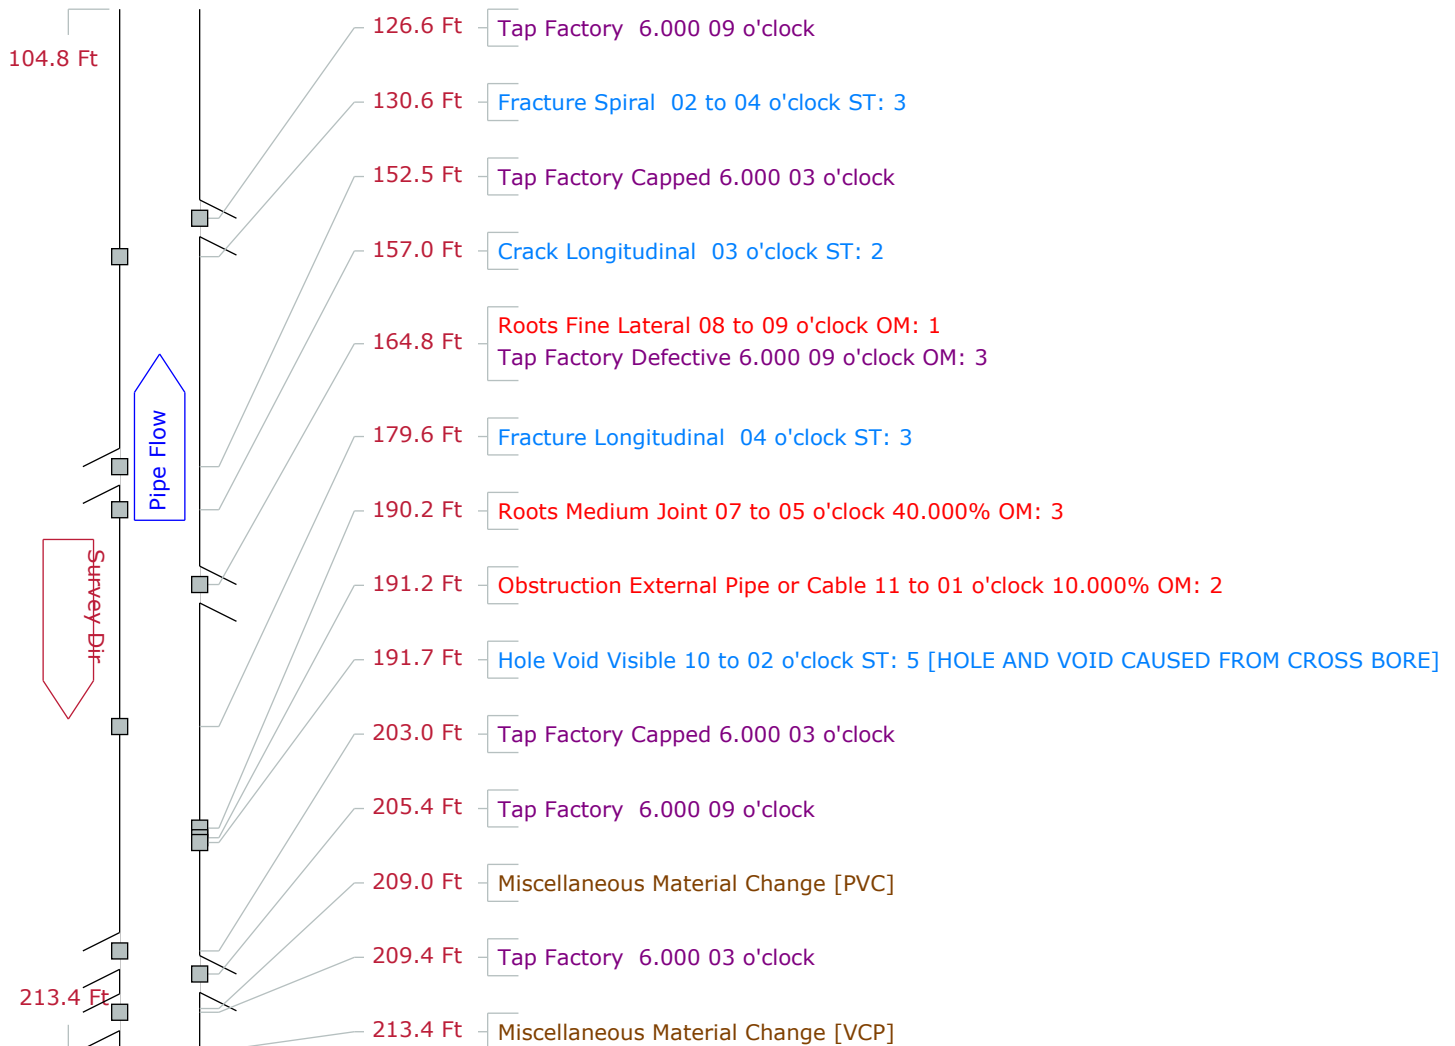 104.8 Ft
126.6 Ft Tap Factory 6.000 09 o'clock
130.6 Ft Fracture Spiral 02 to 04 o'clock ST: 3
152.5 Ft Tap Factory Capped 6.000 03 o'clock
157.0 Ft Crack Longitudinal 03 o'clock ST: 2
164.8 Ft Roots Fine Lateral 08 to 09 o'clock OM: 1
Tap Factory Defective 6.000 09 o'clock OM: 3
Pipe Flow
179.6 Ft Fracture Longitudinal 04 o'clock ST: 3
190.2 Ft Roots Medium Joint 07 to 05 o'clock 40.000% OM: 3
Survey Dir
191.2 Ft Obstruction External Pipe or Cable 11 to 01 o'clock 10.000% OM: 2
191.7 Ft Hole Void Visible 10 to 02 o'clock ST: 5 [HOLE AND VOID CAUSED FROM CROSS BORE]
203.0 Ft Tap Factory Capped 6.000 03 o'clock
205.4 Ft Tap Factory 6.000 09 o'clock
209.0 Ft Miscellaneous Material Change [PVC]
209.4 Ft Tap Factory 6.000 03 o'clock
213.4 Ft
213.4 Ft Miscellaneous Material Change [VCP]